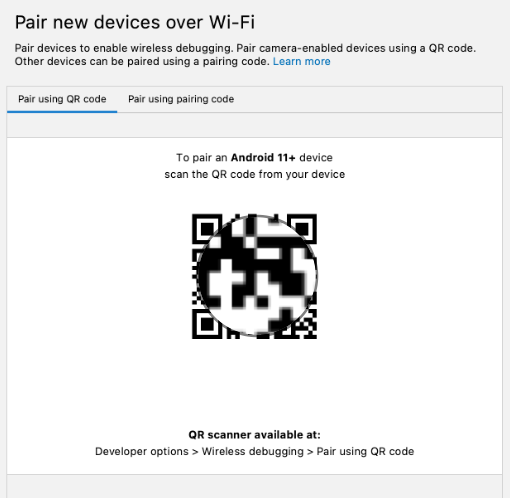 Pair new devices over Wi-Fi
Pair devices to enable wireless debugging. Pair camera-enabled devices using a QR code.
Other devices can be paired using a pairing code. Learn more
Pair using QR code
Pair using pairing code
To pair an Android 11+ device
scan the QR code from your device
QR scanner available at:
Developer options > Wireless debugging > Pair using QR code